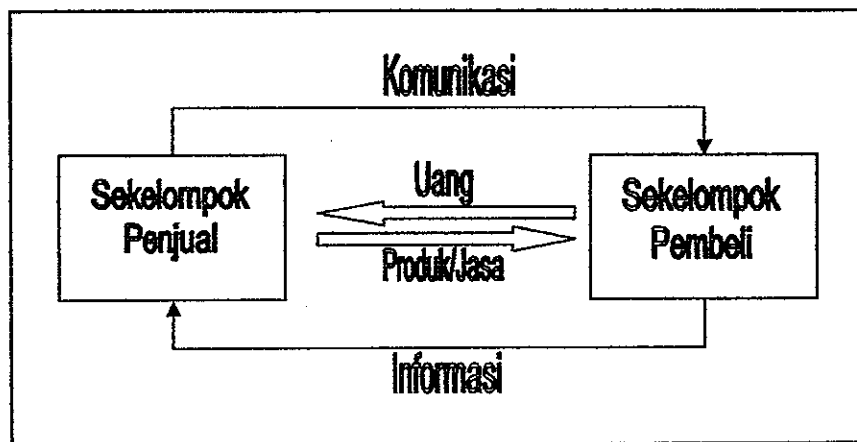 Komunikasi
Sekelompok
Penjual
Uang
Produk/Jasa
Sekelompok
Pembeli
Informasi